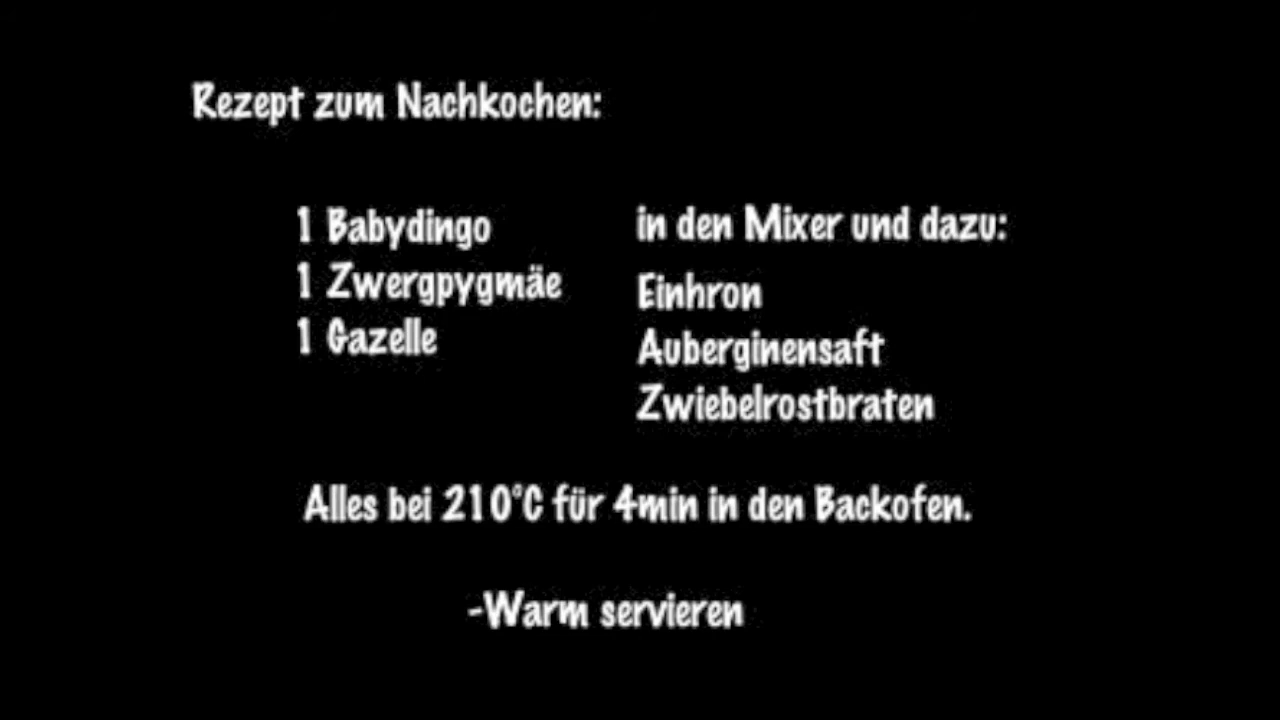 Rezept zum Nachkochen:
1 Babydingo
1 Zwergpygmäe
1 Gazelle
in den Mixer und dazu:
Einhron
Auberginensaft
Zwiebelrostbraten
Alles bei 210°C für 4min in den Backofen.
-Warm servieren